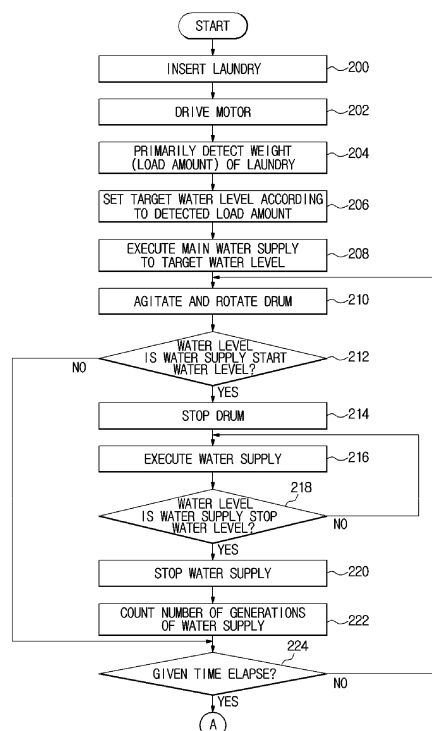 START
INSERT LAUNDRY
200
DRIVE MOTOR
202
PRIMARILY DETECT WEIGHT
(LOAD AMOUNT) OF LAUNDRY
204
SET TARGET WATER LEVEL ACCORDING
TO DETECTED LOAD AMOUNT
206
EXECUTE MAIN WATER SUPPLY
TO TARGET WATER LEVEL
208
AGITATE AND ROTATE DRUM
210
WATER LEVEL
IS WATER SUPPLY START
WATER LEVEL?
212
NO
YES
STOP DRUM
214
EXECUTE WATER SUPPLY
216
218
WATER LEVEL
IS WATER SUPPLY STOP
WATER LEVEL?
NO
YES
STOP WATER SUPPLY
220
COUNT NUMBER OF GENERATIONS
OF WATER SUPPLY
222
224
GIVEN TIME ELAPSE?
NO
YES
A